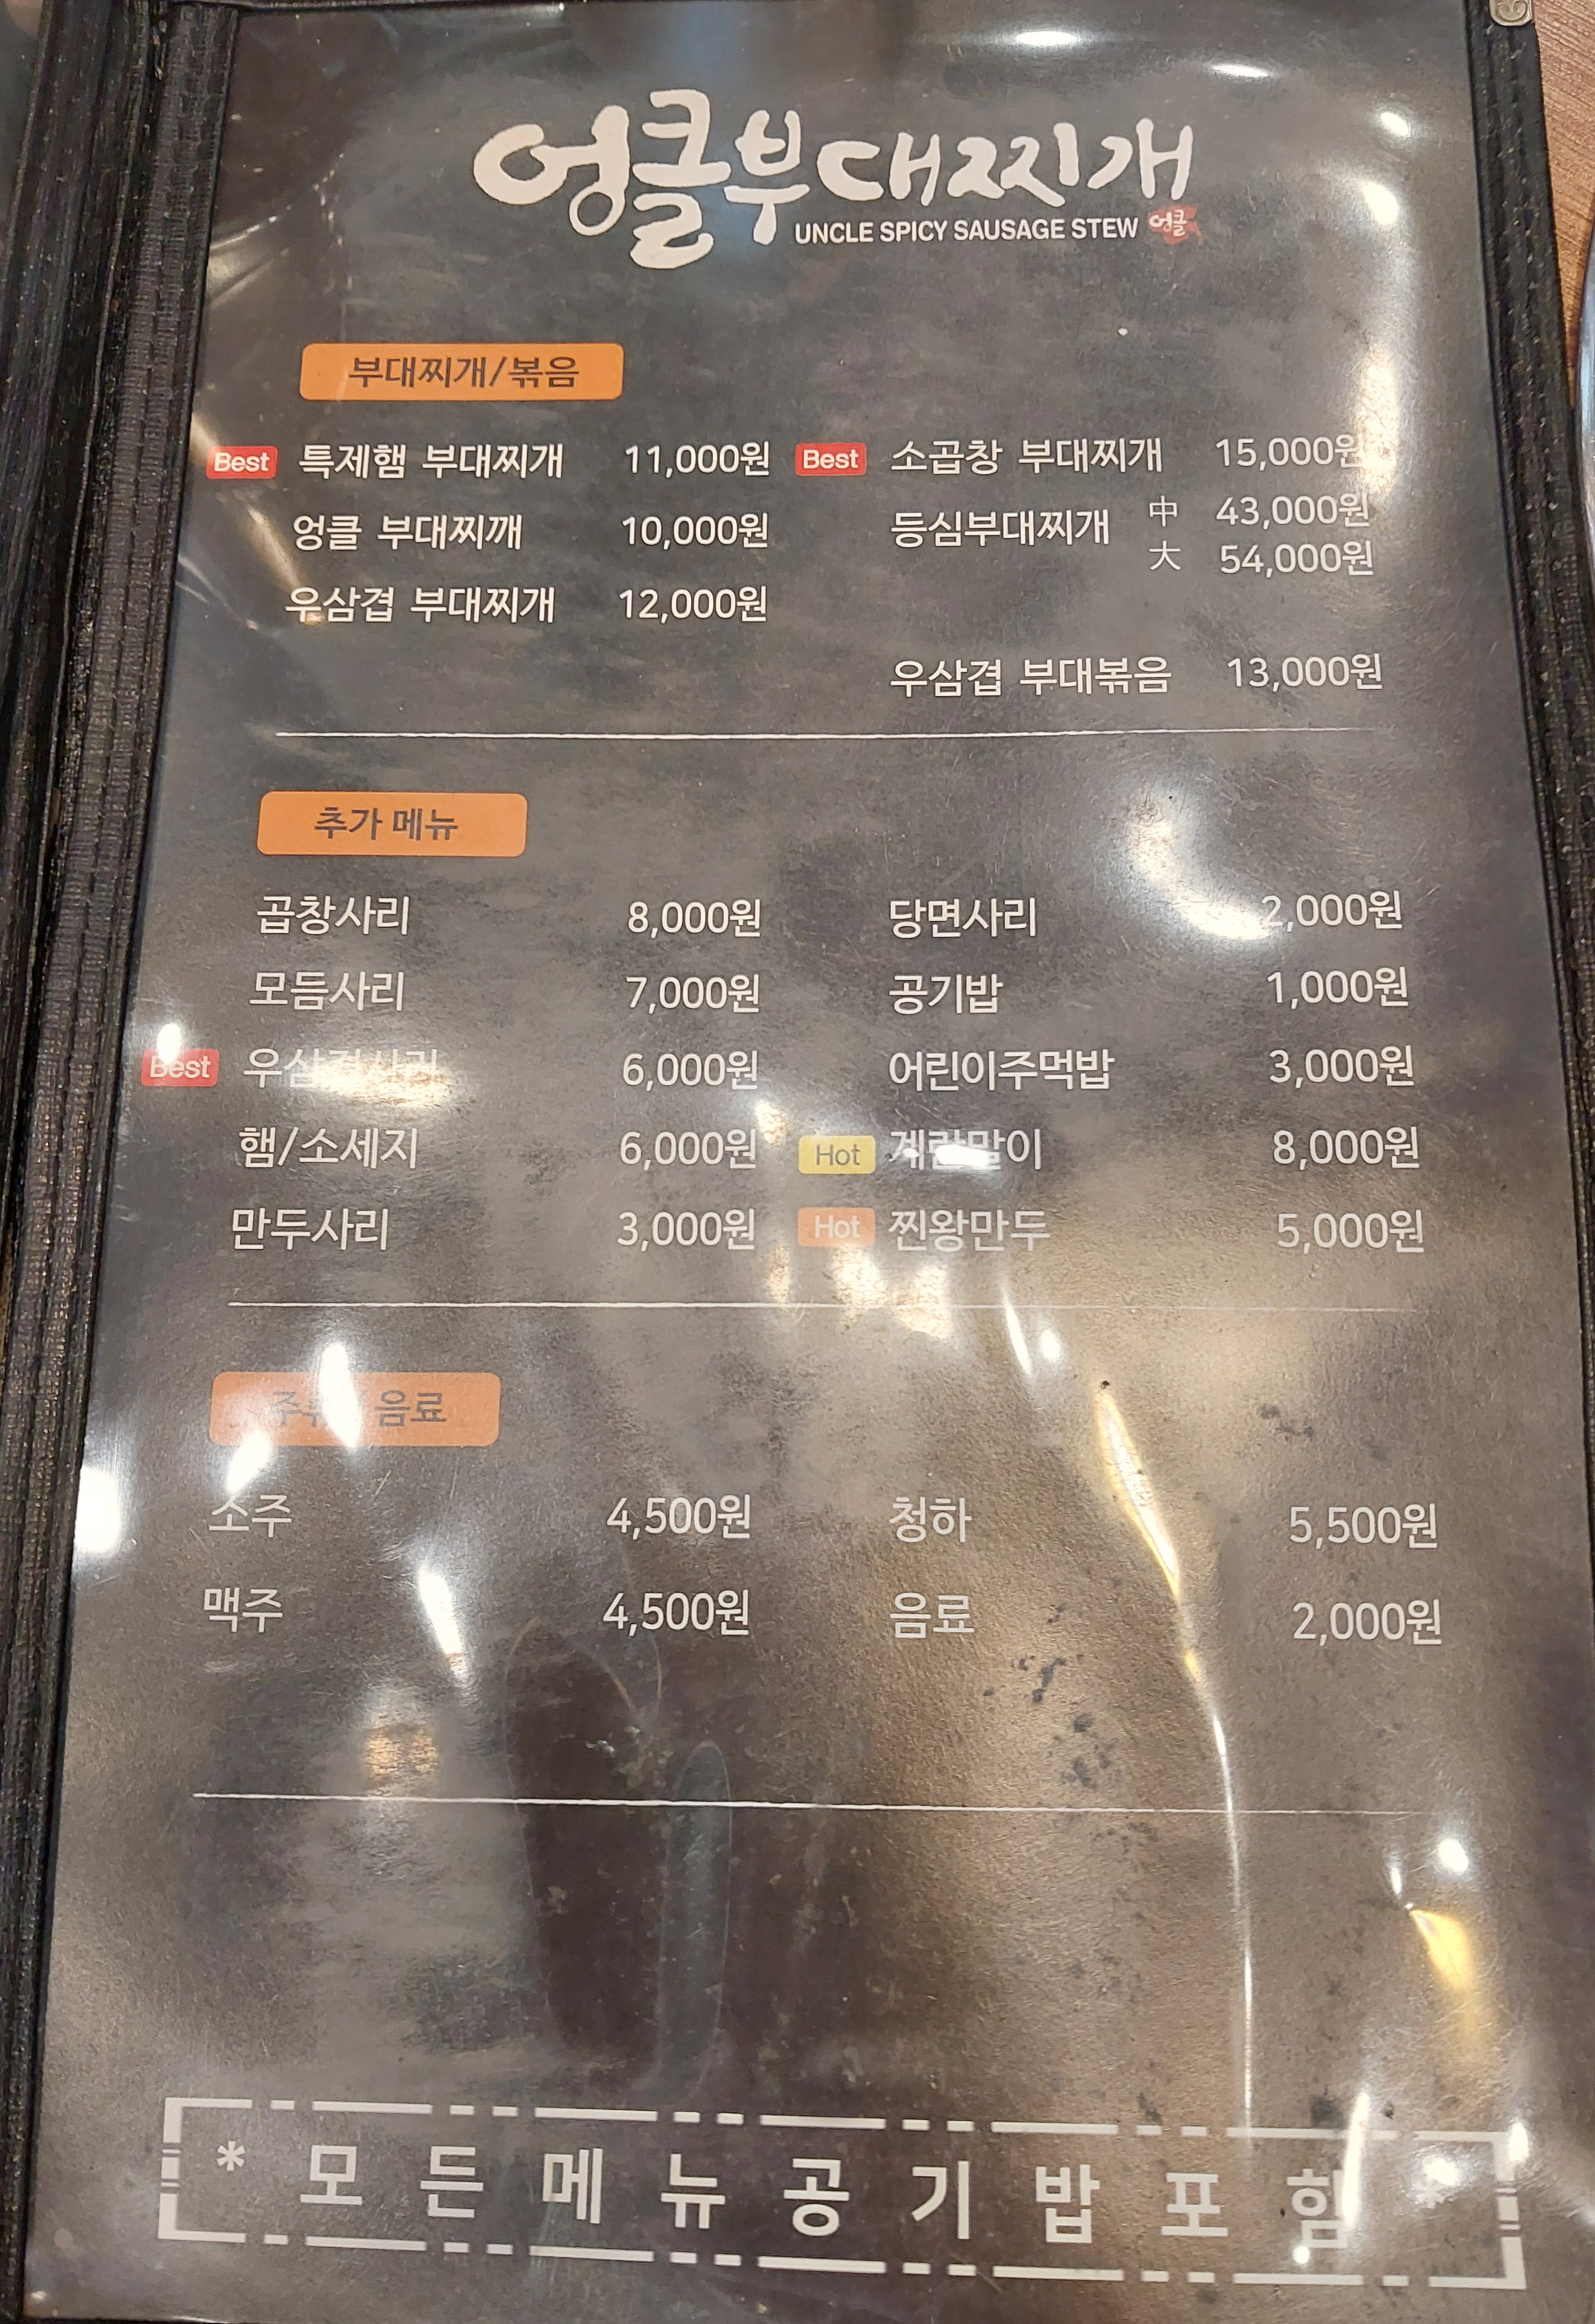 엉클부대찌개
UNCLE SPICY SAUSAGE STEW 엉클
부대찌개/볶음
Best 특제햄 부대찌개 11,000원
엉클 부대찌깨 10,000원
우삼겹 부대찌개 12,000원
Best 소곱창 부대찌개 15,000원
등심부대찌개 中 43,000원
大 54,000원
우삼겹 부대볶음 13,000원
추가 메뉴
곱창사리 8,000원
모듬사리 7,000원
Best 우삼겹사리 6,000원
햄/소세지 6,000원
만두사리 3,000원
당면사리 2,000원
공기밥 1,000원
어린이주먹밥 3,000원
Hot 계란말이 8,000원
Hot 찐왕만두 5,000원
음료
소주 4,500원
맥주 4,500원
청하 5,500원
음료 2,000원
* 모 든 메 뉴 공 기 밥 포 함 *